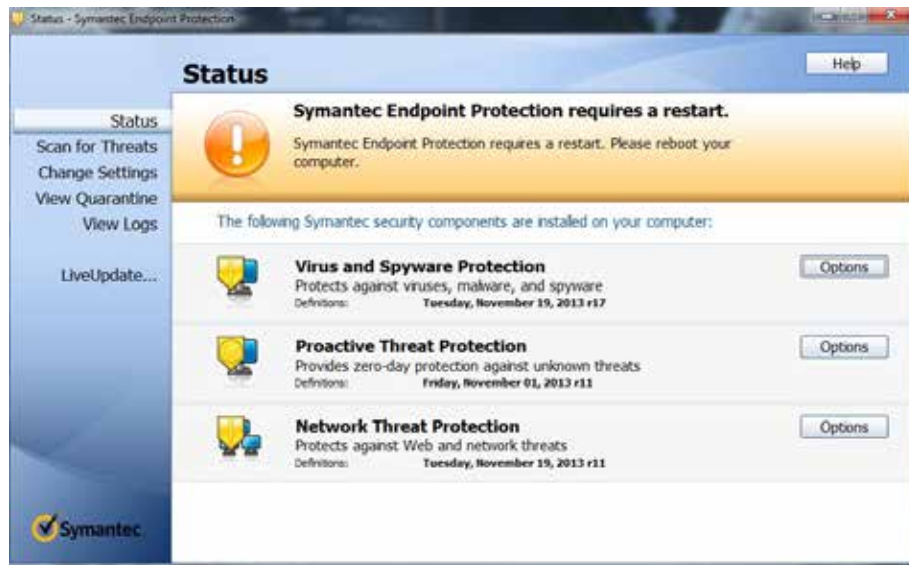 Status - Symantec Endpoint Protection
Status
Help
Status
Scan for Threats
Change Settings
View Quarantine
View Logs
LiveUpdate...
Symantec Endpoint Protection requires a restart.
Symantec Endpoint Protection requires a restart. Please reboot your
computer.
The following Symantec security components are installed on your computer:
Virus and Spyware Protection
Protects against viruses, malware, and spyware
Definitions: Tuesday, November 19, 2013 r17
Options
Proactive Threat Protection
Provides zero-day protection against unknown threats
Definitions: Friday, November 01, 2013 r11
Options
Network Threat Protection
Protects against Web and network threats
Definitions: Tuesday, November 19, 2013 r11
Options
Symantec